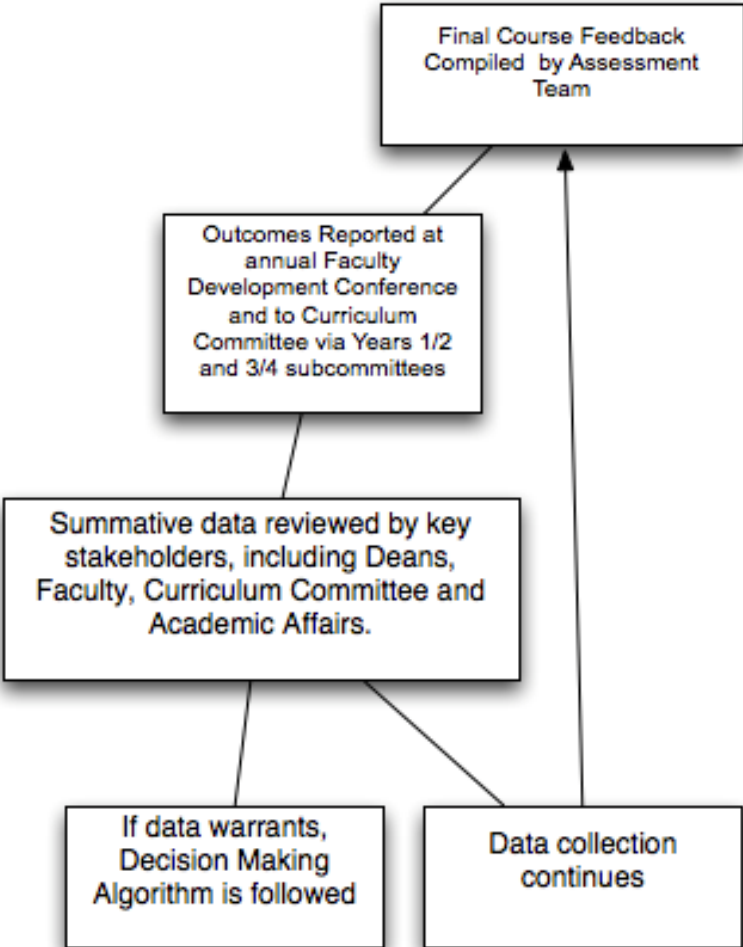 Final Course Feedback
Compiled by Assessment
Team
Outcomes Reported at
annual Faculty
Development Conference
and to Curriculum
Committee via Years 1/2
and 3/4 subcommittees
Summative data reviewed by key
stakeholders, including Deans,
Faculty, Curriculum Committee and
Academic Affairs.
If data warrants,
Decision Making
Algorithm is followed
Data collection
continues